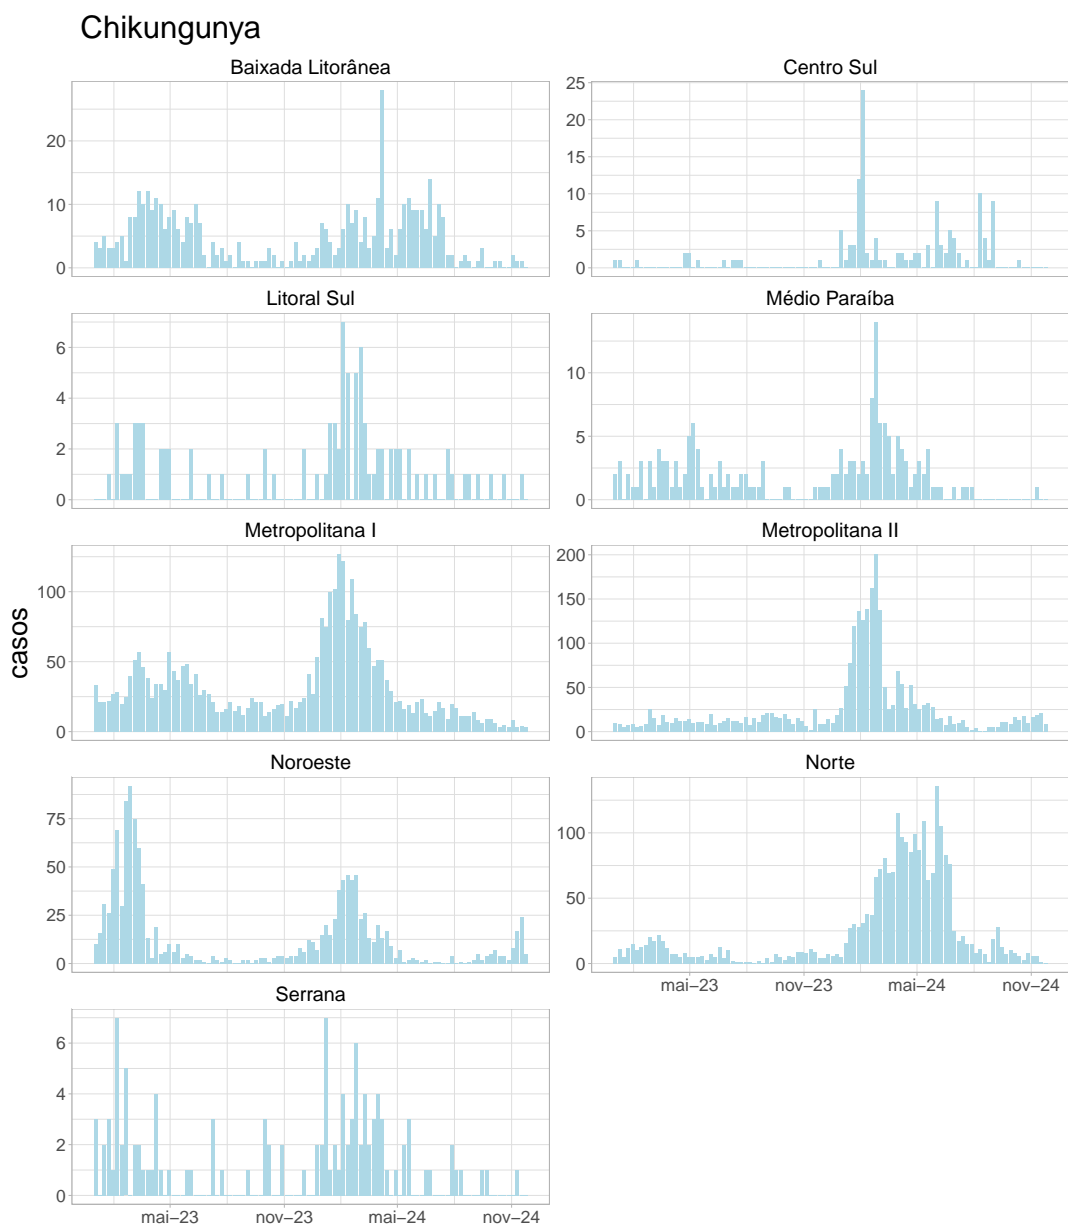 Chikungunya
Baixada Litorânea
Centro Sul
20
10
0
25
20
15
10
5
0
Litoral Sul
Médio Paraíba
6
4
2
0
10
5
0
Metropolitana I
Metropolitana II
100
50
0
200
150
100
50
0
casos
Noroeste
Norte
75
50
25
0
100
50
0
mai–23 nov–23 mai–24 nov–24
Serrana
6
4
2
0
mai–23 nov–23 mai–24 nov–24